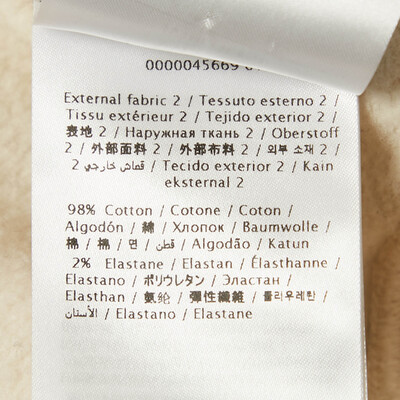 0000045669 0
External fabric 2 / Tessuto esterno 2 /
Tissu extérieur 2 / Tejido exterior 2 /
表地 2 / Наружная ткань 2 / Oberstoff
2 / 外部面料 2 / 外部布料 2 / 외부 소재 2 /
قماش خارجي 2 / Tecido exterior 2 / Kain
eksternal 2
98% Cotton / Cotone / Coton /
Algodón / 綿 / Хлопок / Baumwolle /
棉 / 棉 / 면 / قطن / Algodão / Katun
2% Elastane / Elastan / Élasthanne /
Elastano / ポリウレタン / Эластан /
Elasthan / 氨纶 / 彈性纖維 / 폴리우레탄 /
الأستان / Elastano / Elastane